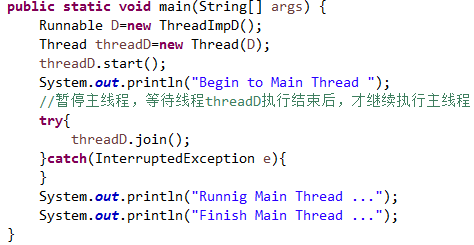 public static void main(String[] args) {
Runnable D=new ThreadImpD();
Thread threadD=new Thread(D);
threadD.start();
System.out.println("Begin to Main Thread ");
//暂停主线程，等待线程threadD执行结束后，才继续执行主线程
try{
threadD.join();
}catch(InterruptedException e){
}
System.out.println("Runnig Main Thread ...");
System.out.println("Finish Main Thread ...");
}